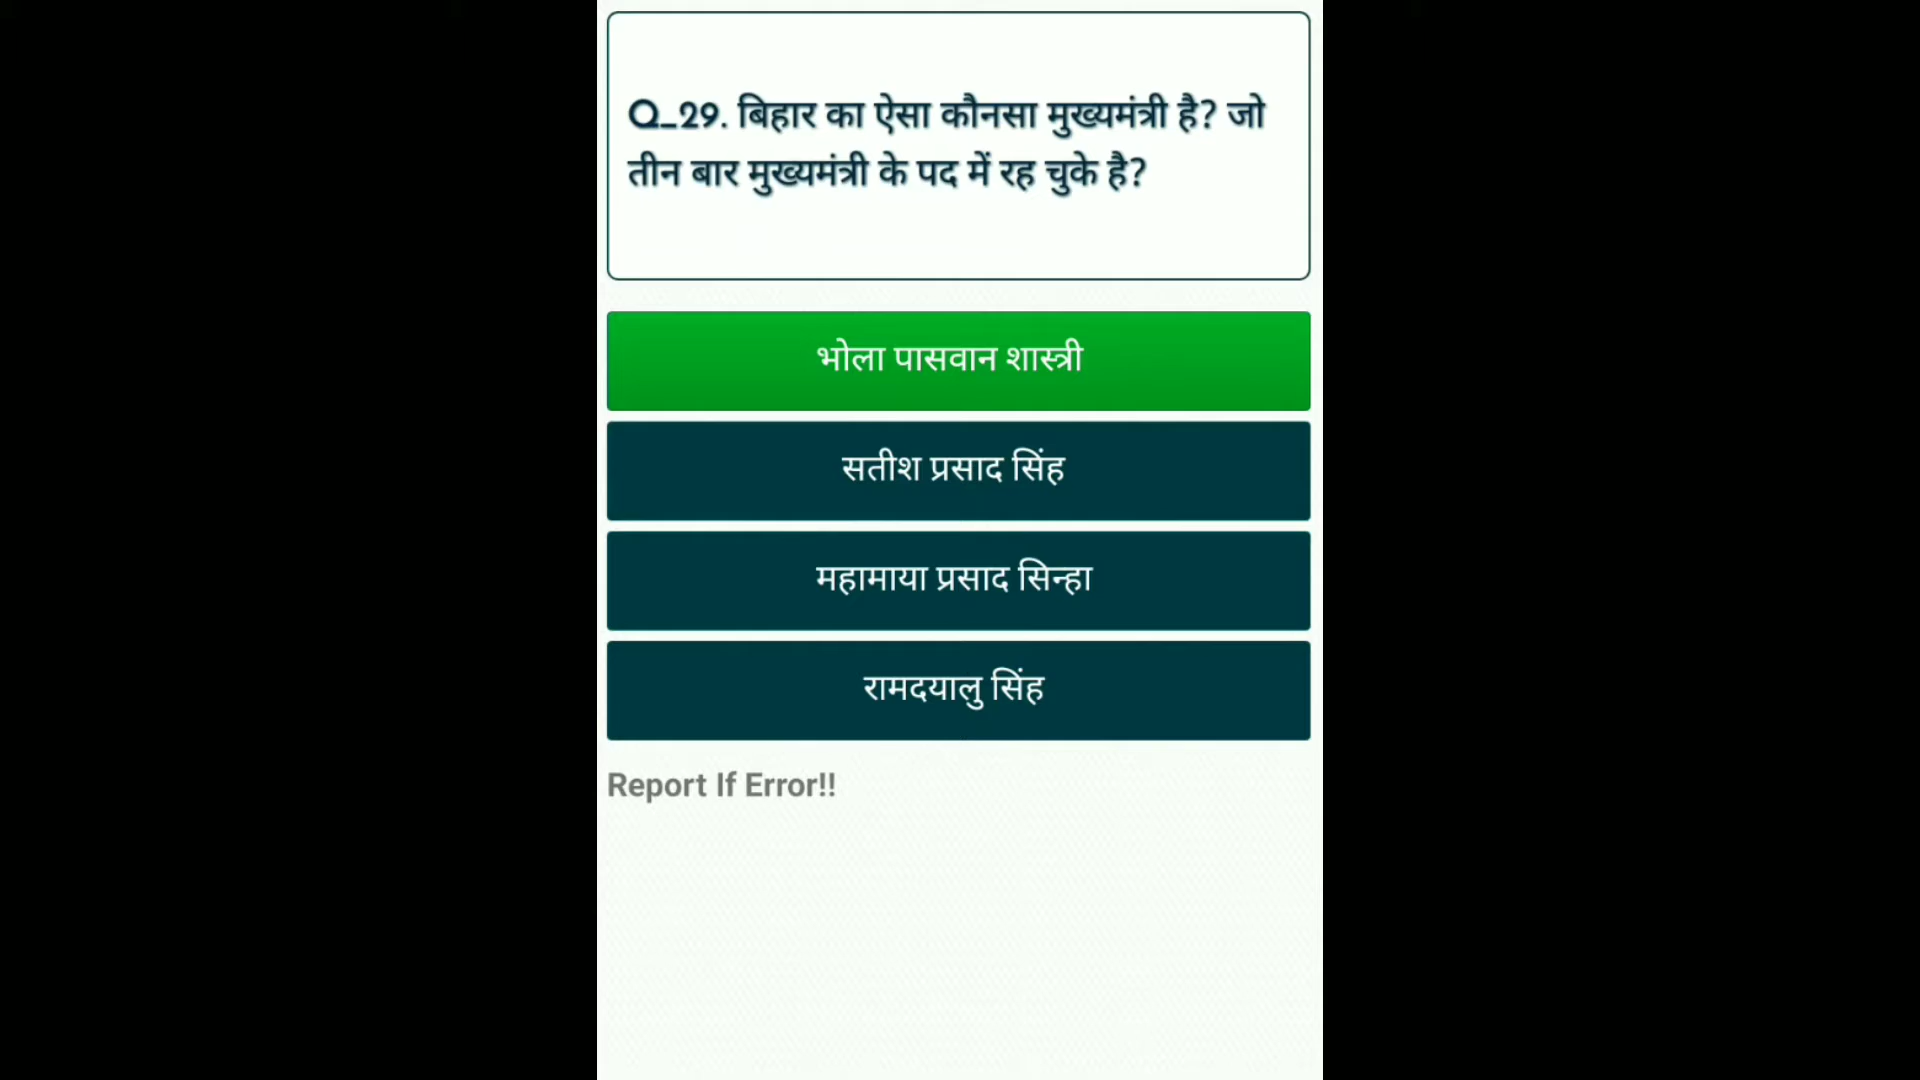 Q_29. बिहार का ऐसा कौनसा मुख्यमंत्री है? जो
तीन बार मुख्यमंत्री के पद में रह चुके है?
भोला पासवान शास्त्री
सतीश प्रसाद सिंह
महामाया प्रसाद सिन्हा
रामदयालु सिंह
Report If Error!!